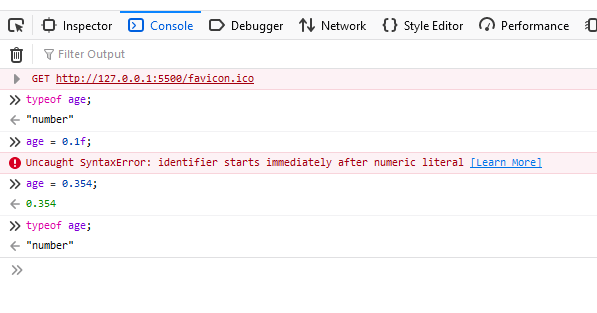 Inspector Console Debugger Network Style Editor Performance
Filter Output
GET http://127.0.0.1:5500/favicon.ico
typeof age;
"number"
age = 0.1f;
Uncaught SyntaxError: identifier starts immediately after numeric literal [Learn More]
age = 0.354;
0.354
typeof age;
"number"